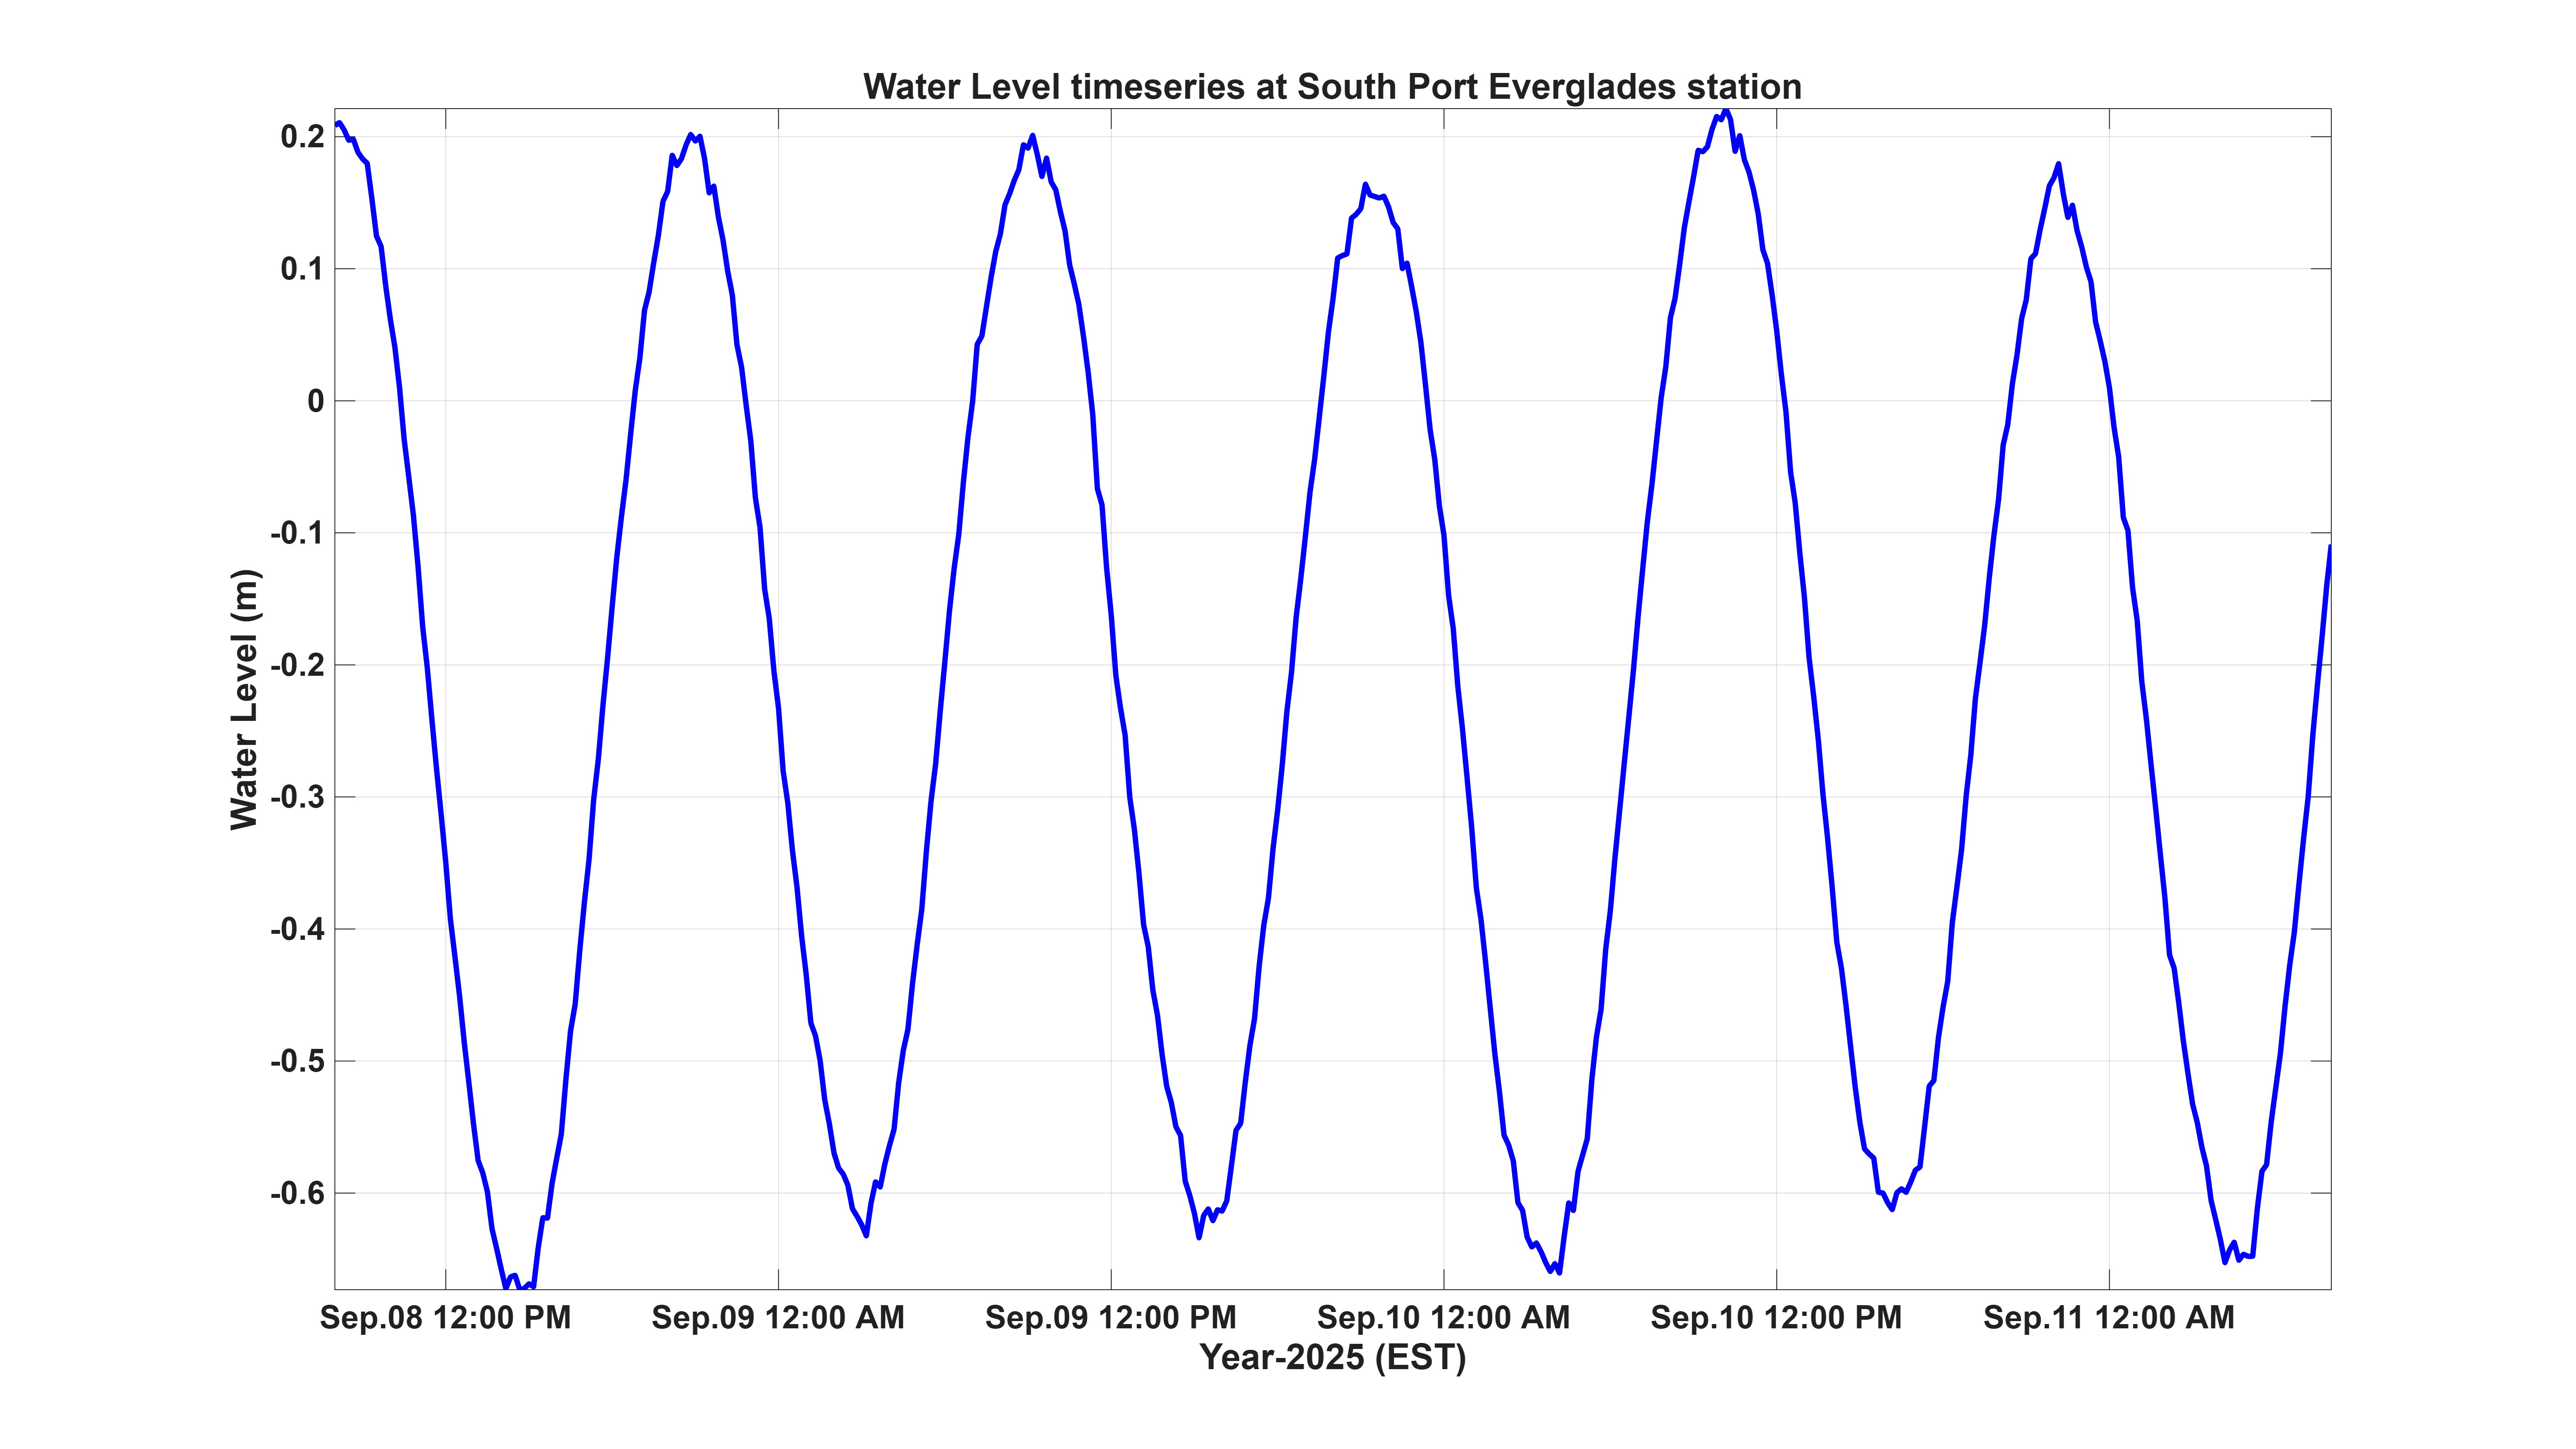 Water Level timeseries at South Port Everglades station
0.2
0.1
0
-0.1
-0.2
-0.3
-0.4
-0.5
-0.6
Water Level (m)
Sep.08 12:00 PM Sep.09 12:00 AM Sep.09 12:00 PM Sep.10 12:00 AM Sep.10 12:00 PM Sep.11 12:00 AM
Year-2025 (EST)